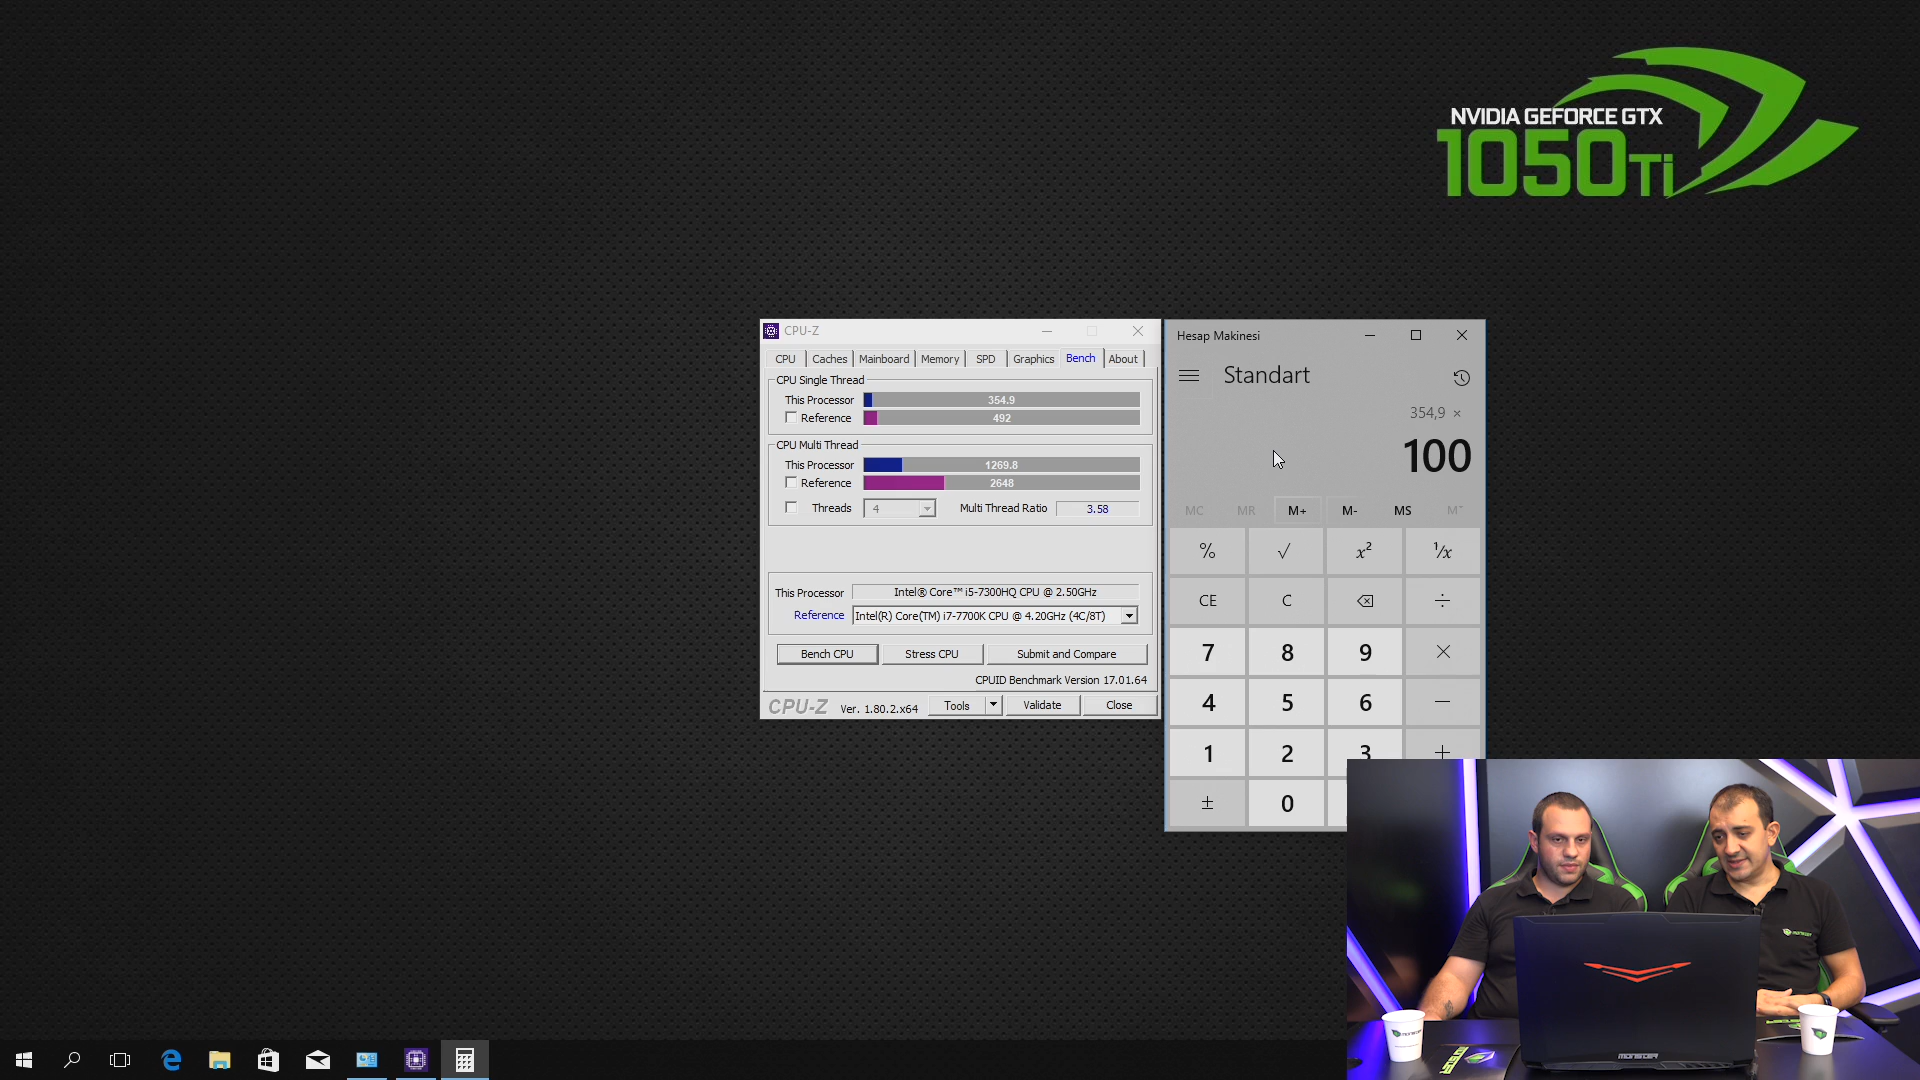 NVIDIA GEFORCE GTX
1050Ti
CPU-Z
CPU Caches Mainboard Memory SPD Graphics Bench About
CPU Single Thread
This Processor 354.9
Reference 492
CPU Multi Thread
This Processor 1269.8
Reference 2648
Threads 4 Multi Thread Ratio 3.58
This Processor Intel® Core™ i5-7300HQ CPU @ 2.50GHz
Reference Intel(R) Core(TM) i7-7700K CPU @ 4.20GHz (4C/8T)
Bench CPU Stress CPU Submit and Compare
CPUID Benchmark Version 17.01.64
CPU-Z Ver. 1.80.2.x64 Tools Validate Close
Hesap Makinesi
Standart
354,9 ×
100
MC MR M+ M- MS M˅
% √ x² ¹/x
CE C ÷
7 8 9 ×
4 5 6 −
1 2 3 +
± 0
MONSTER
MONSTER
MONSTER
MONSTER